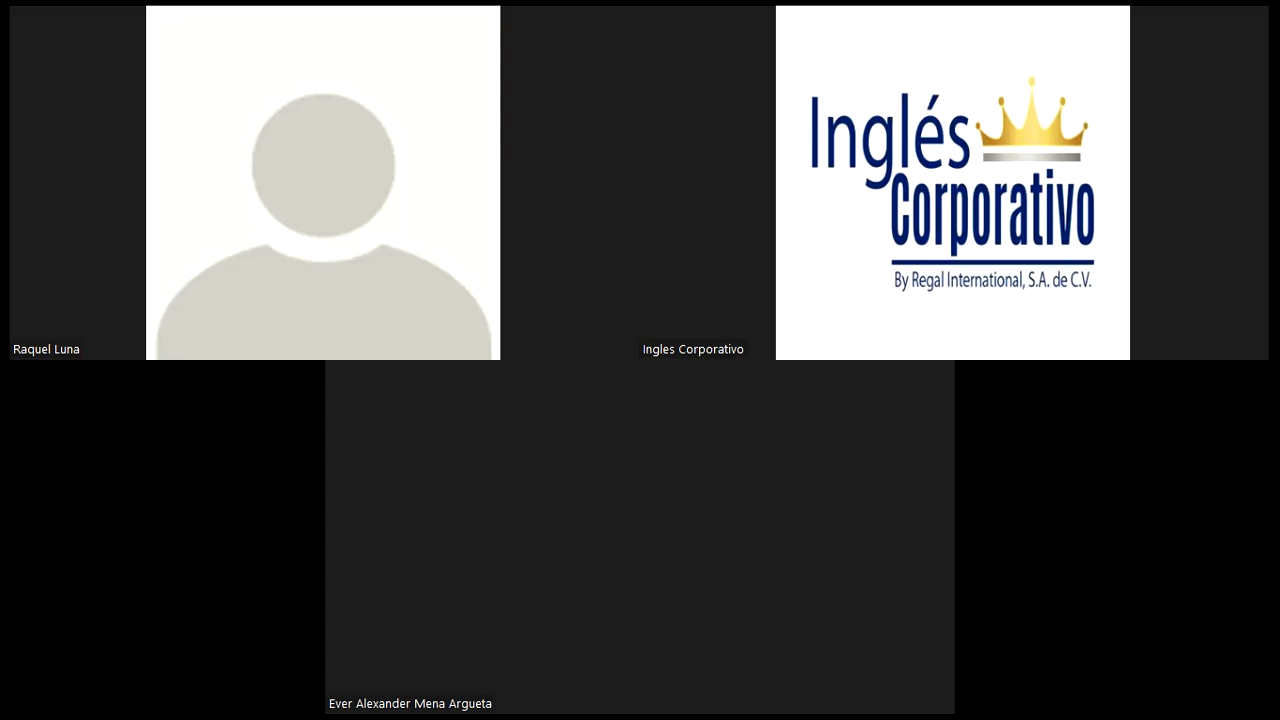 Inglés
Corporativo
By Regal International, S.A. de C.V.
Raquel Luna
Ingles Corporativo
Ever Alexander Mena Argueta